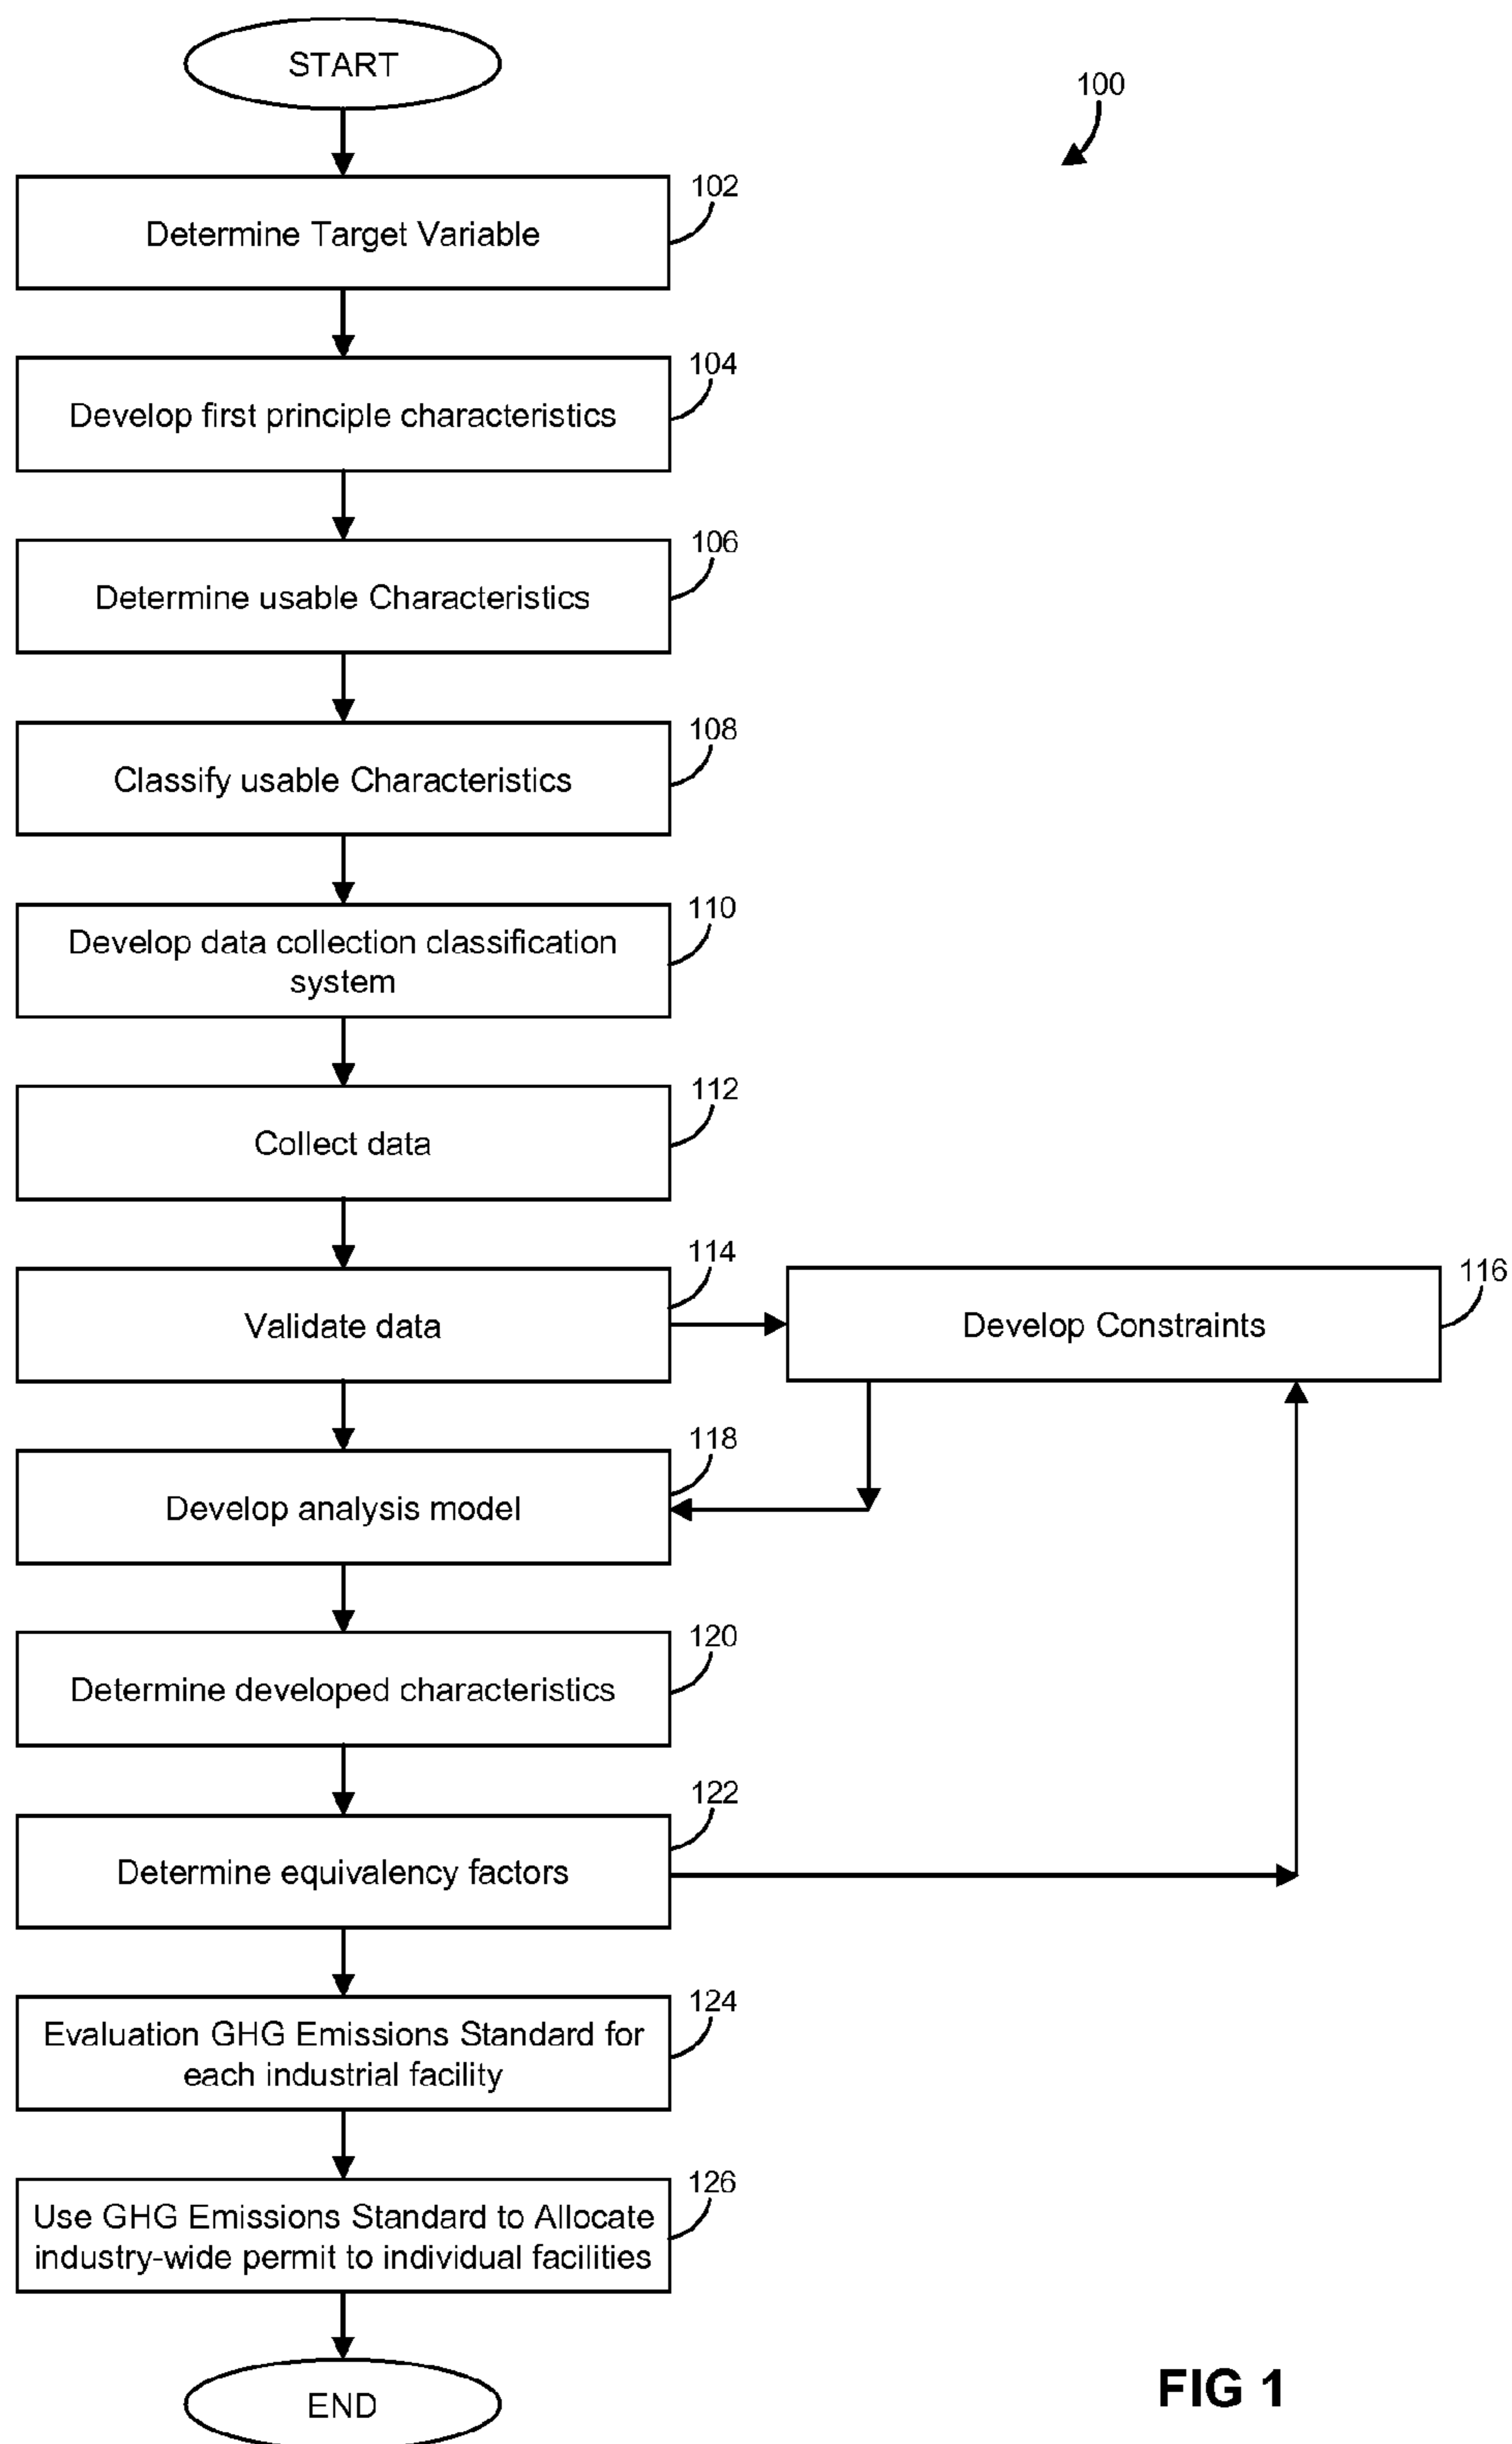 START
100
102
Determine Target Variable
104
Develop first principle characteristics
106
Determine usable Characteristics
108
Classify usable Characteristics
110
Develop data collection classification
system
112
Collect data
114
Validate data
116
Develop Constraints
118
Develop analysis model
120
Determine developed characteristics
122
Determine equivalency factors
124
Evaluation GHG Emissions Standard for
each industrial facility
126
Use GHG Emissions Standard to Allocate
industry-wide permit to individual facilities
END
FIG 1